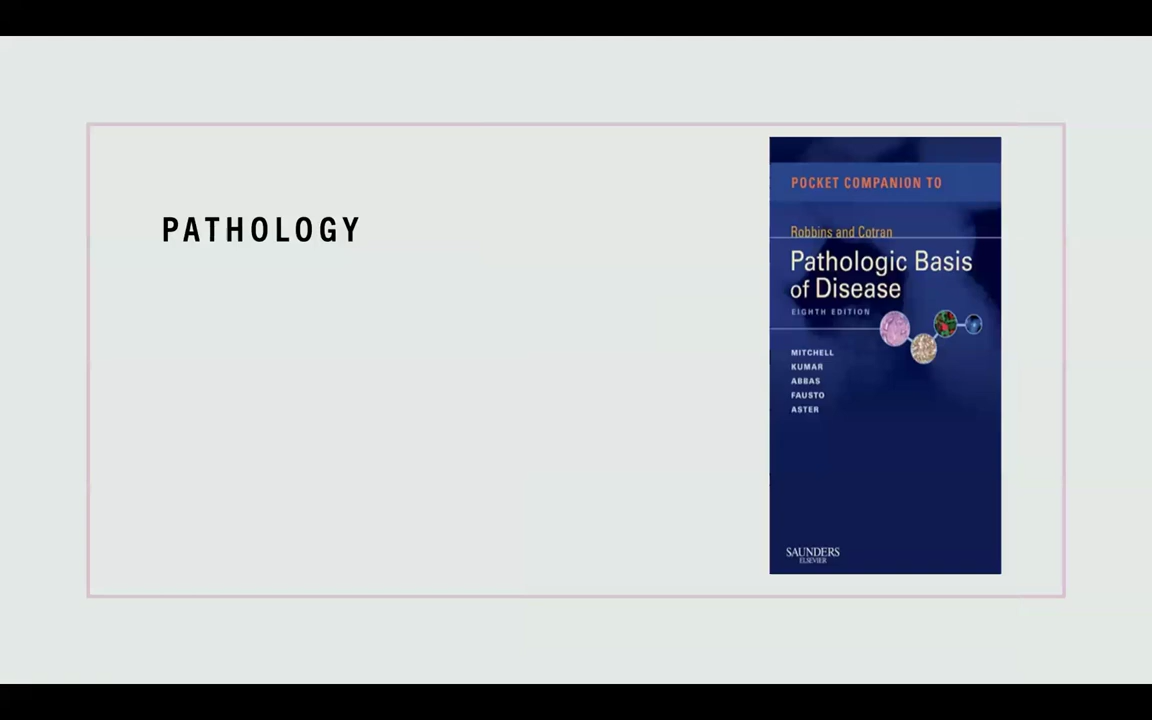 PATHOLOGY
POCKET COMPANION TO
Robbins and Cotran
Pathologic Basis
of Disease
EIGHTH EDITION
MITCHELL
KUMAR
ABBAS
FAUSTO
ASTER
SAUNDERS
ELSEVIER